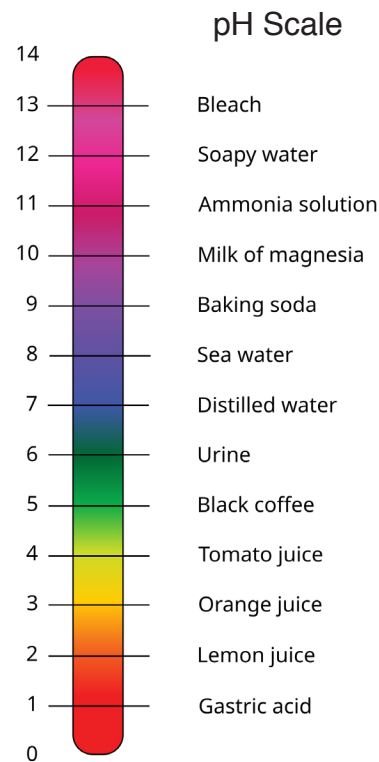 pH Scale
14
13 Bleach
12 Soapy water
11 Ammonia solution
10 Milk of magnesia
9 Baking soda
8 Sea water
7 Distilled water
6 Urine
5 Black coffee
4 Tomato juice
3 Orange juice
2 Lemon juice
1 Gastric acid
0